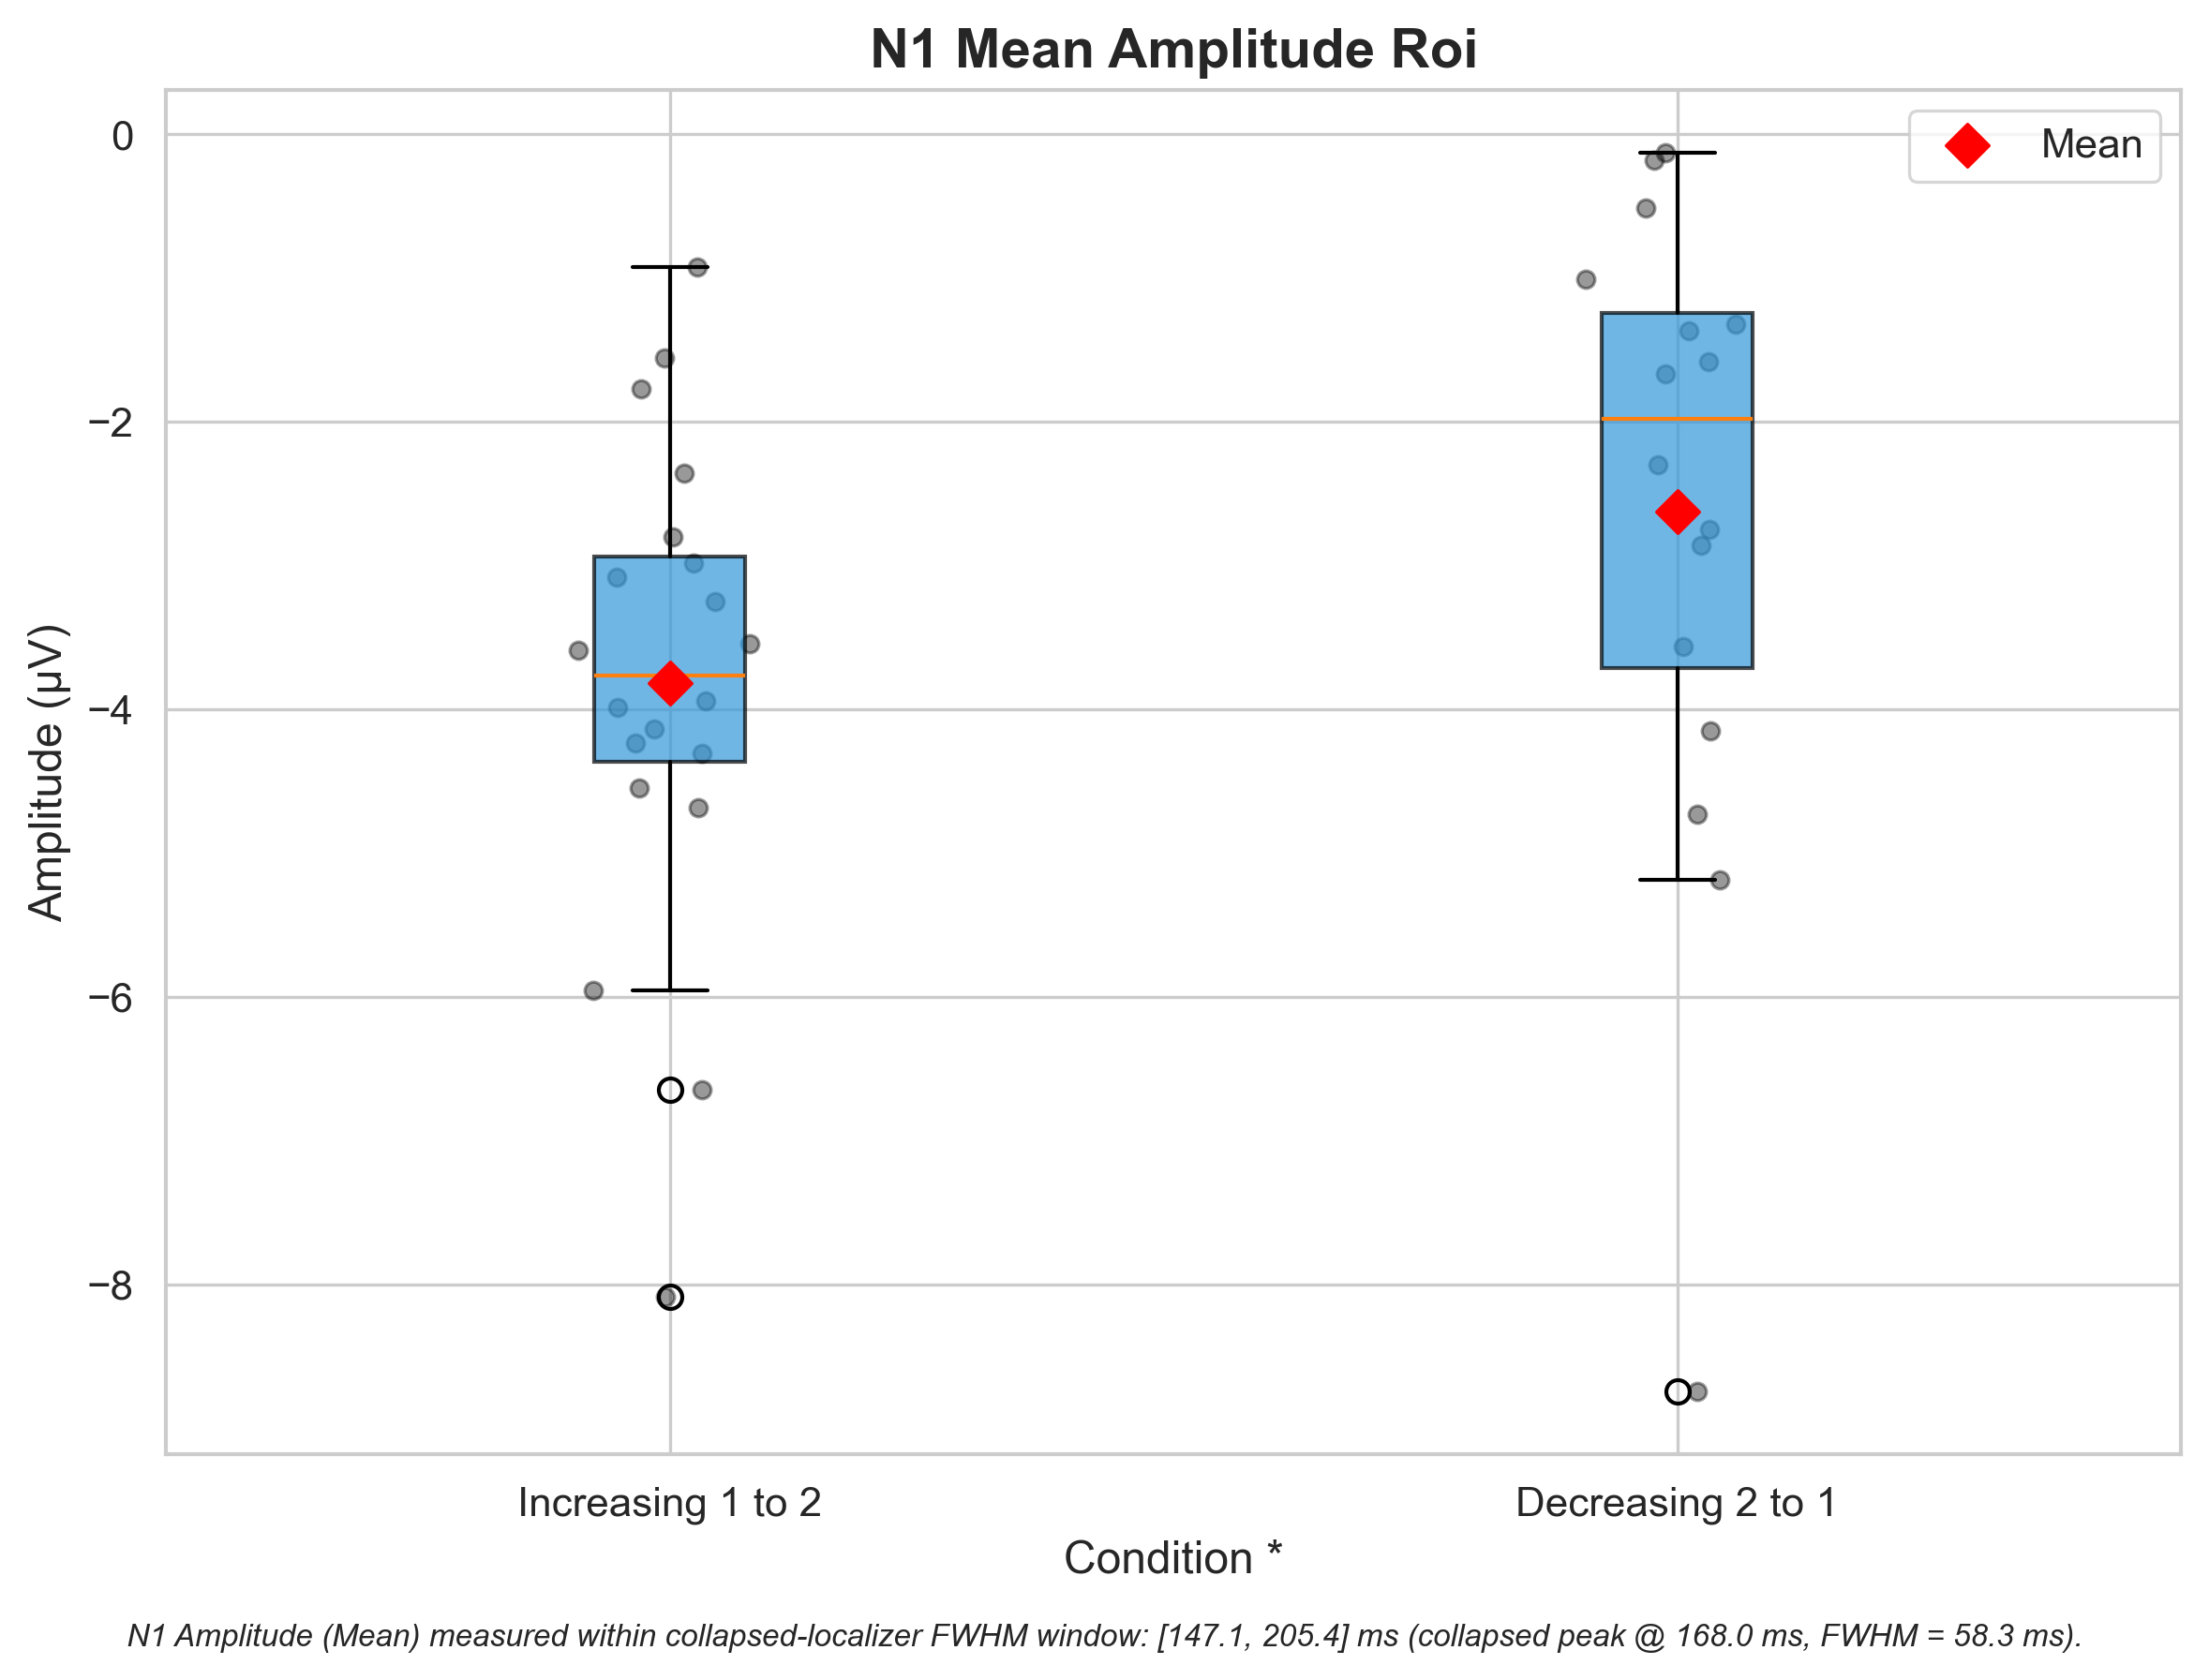 N1 Mean Amplitude Roi
Mean
0
−2
−4
−6
−8
Amplitude (µV)
Increasing 1 to 2
Decreasing 2 to 1
Condition *
N1 Amplitude (Mean) measured within collapsed-localizer FWHM window: [147.1, 205.4] ms (collapsed peak @ 168.0 ms, FWHM = 58.3 ms).